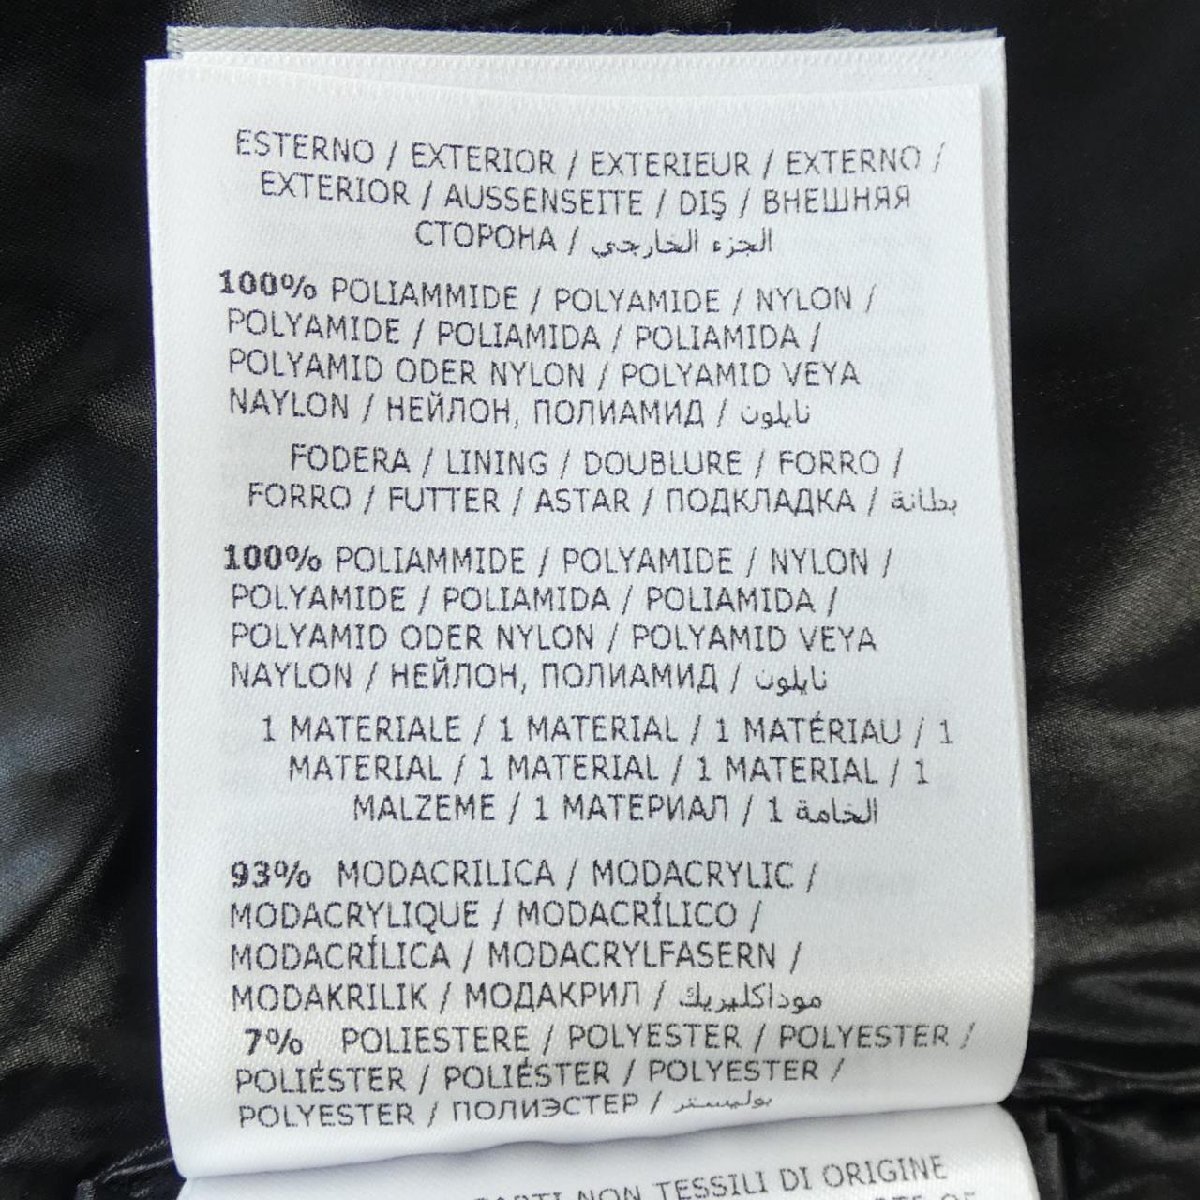 ESTERNO / EXTERIOR / EXTERIEUR / EXTERNO /
EXTERIOR / AUSSENSEITE / DIŞ / ВНЕШНЯЯ
СТОРОНА / الجزء الخارجي
100% POLIAMMIDE / POLYAMIDE / NYLON /
POLYAMIDE / POLIAMIDA / POLIAMIDA /
POLYAMID ODER NYLON / POLYAMID VEYA
NAYLON / НЕЙЛОН, ПОЛИАМИД / نايلون
FODERA / LINING / DOUBLURE / FORRO /
FORRO / FUTTER / ASTAR / ПОДКЛАДКА / بطانة
100% POLIAMMIDE / POLYAMIDE / NYLON /
POLYAMIDE / POLIAMIDA / POLIAMIDA /
POLYAMID ODER NYLON / POLYAMID VEYA
NAYLON / НЕЙЛОН, ПОЛИАМИД / نايلون
1 MATERIALE / 1 MATERIAL / 1 MATÉRIAU / 1
MATERIAL / 1 MATERIAL / 1 MATERIAL / 1
MALZEME / 1 МАТЕРИАЛ / 1 الخامة
93% MODACRILICA / MODACRYLIC /
MODACRYLIQUE / MODACRÍLICO /
MODACRÍLICA / MODACRYLFASERN /
MODAKRILIK / МОДАКРИЛ / موداكليريك
7% POLIESTERE / POLYESTER / POLYESTER /
POLIÉSTER / POLIÉSTER / POLYESTER /
POLYESTER / ПОЛИЭСТЕР / بوليستر
NON TESSILI DI ORIGINE